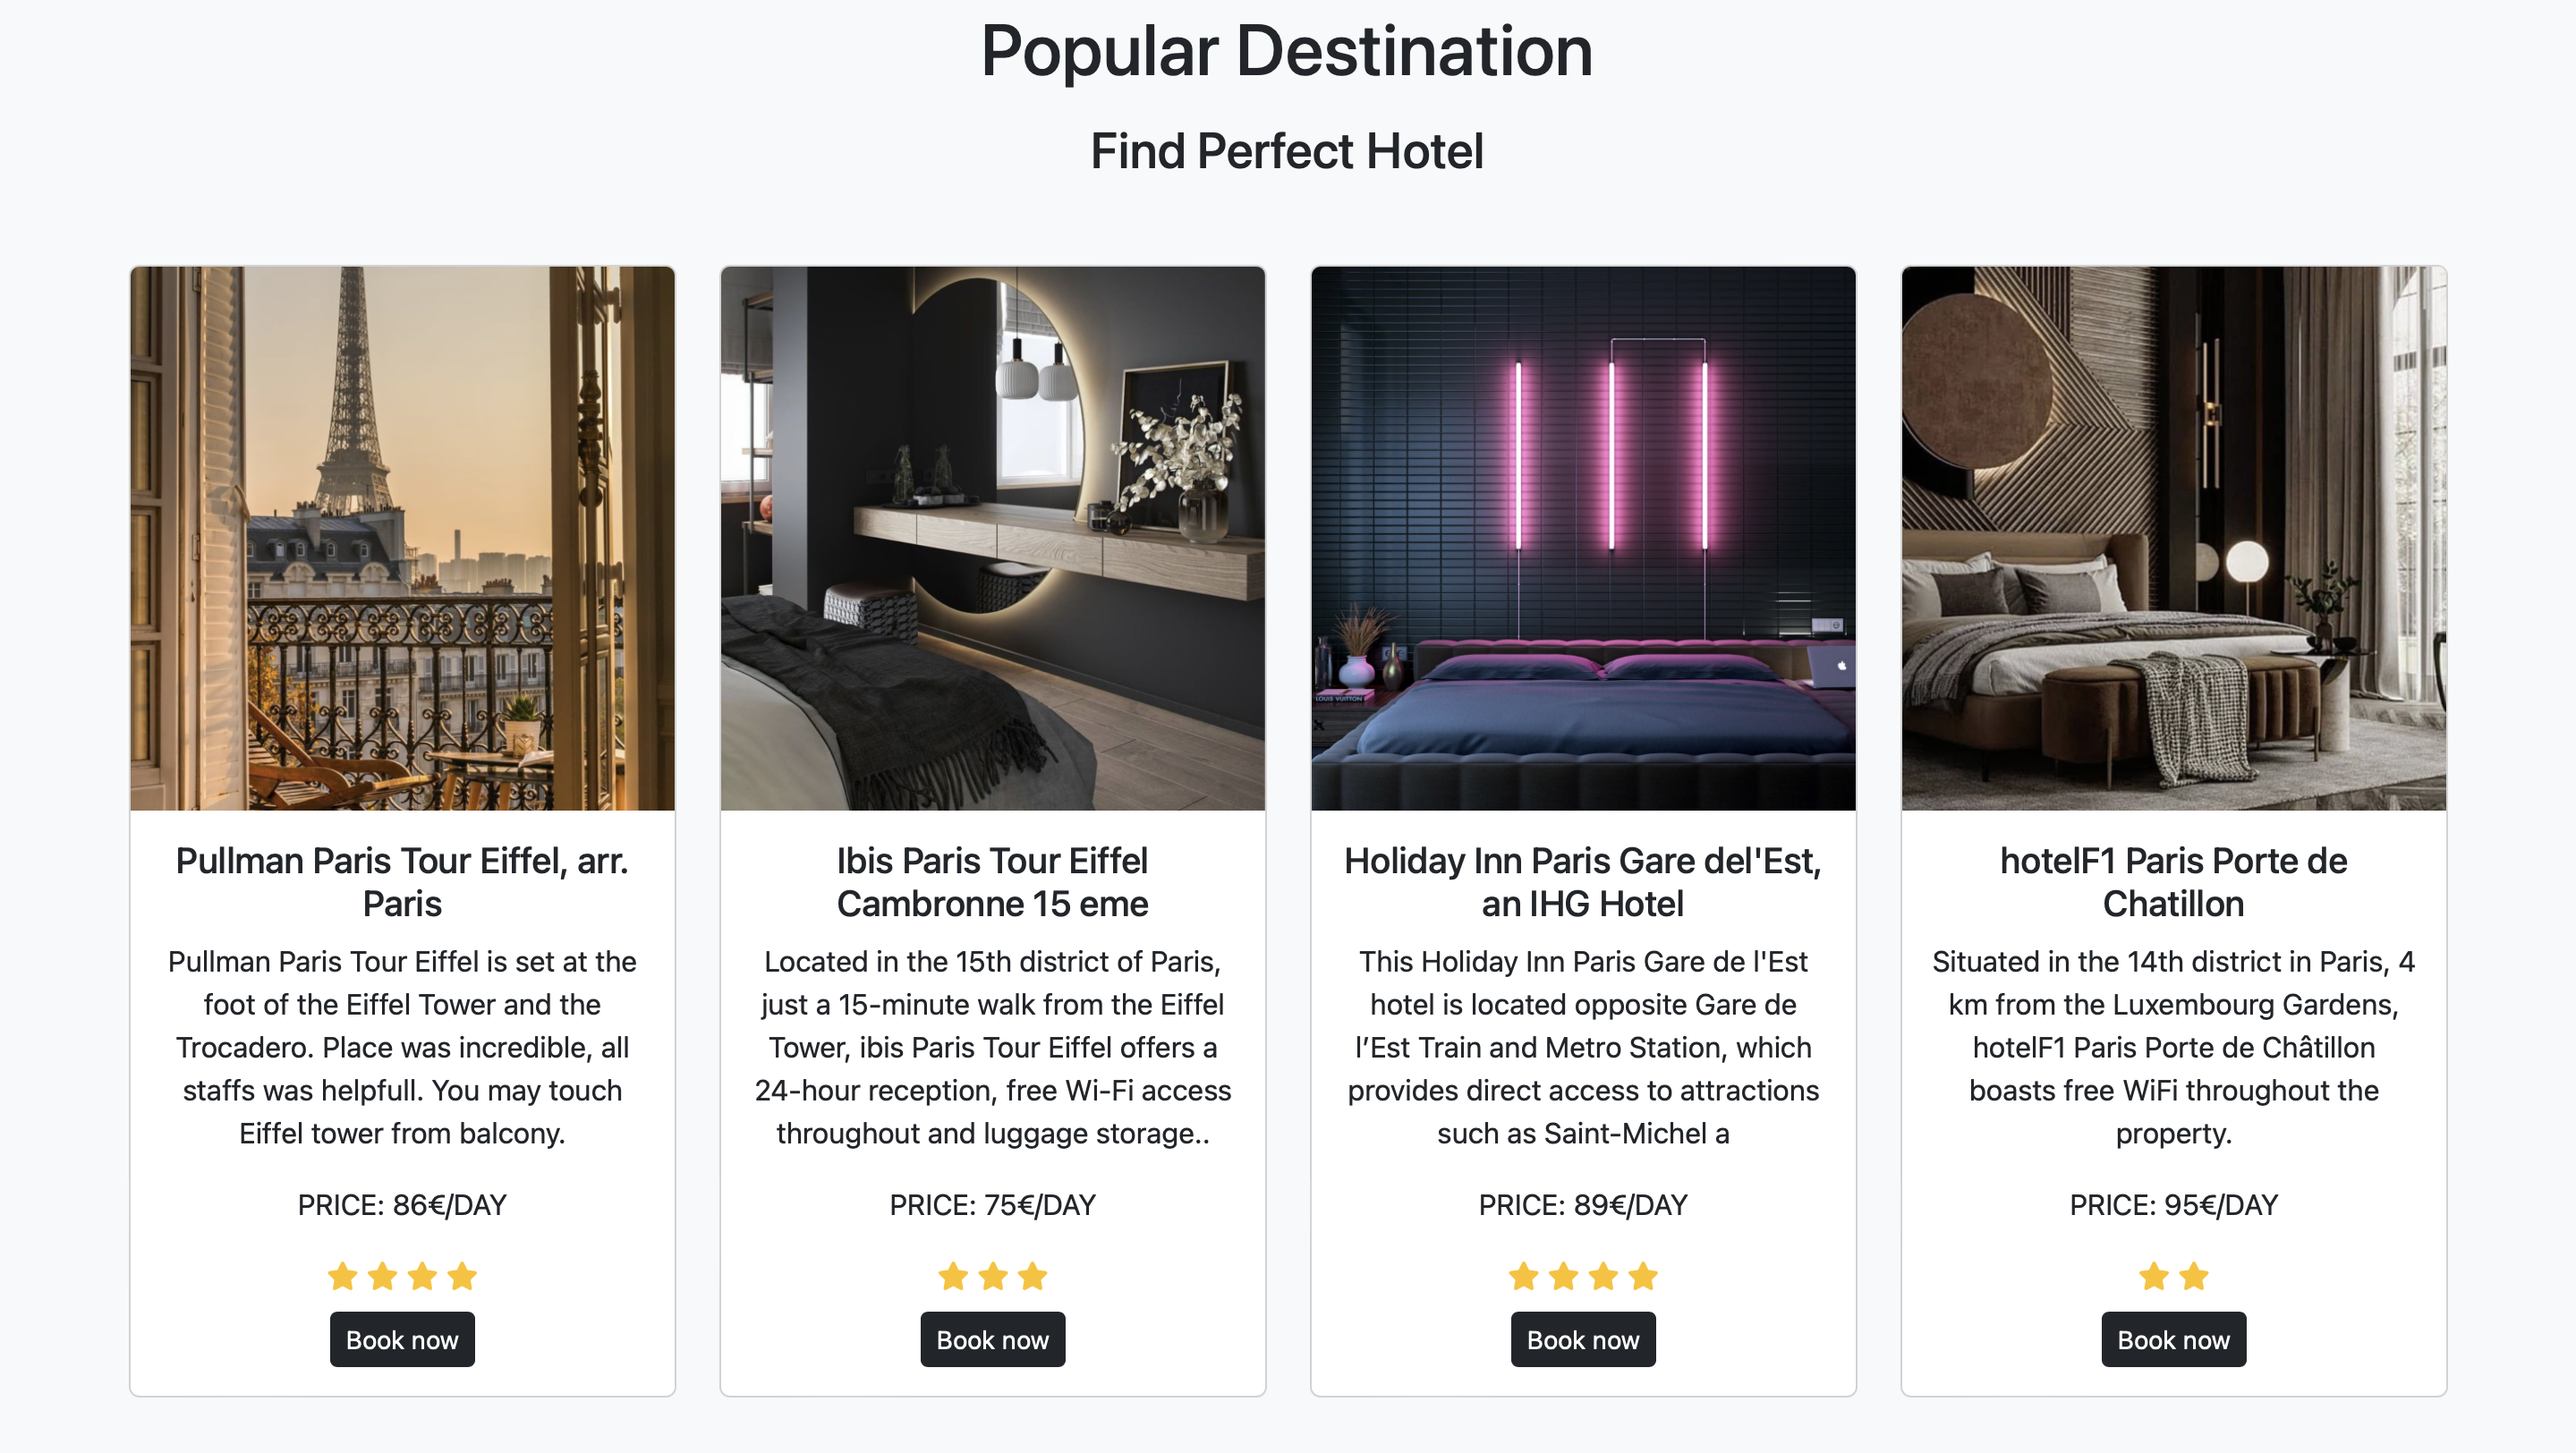 Popular Destination
Find Perfect Hotel
LOUIS VUITTON
Pullman Paris Tour Eiffel, arr.
Paris
Pullman Paris Tour Eiffel is set at the
foot of the Eiffel Tower and the
Trocadero. Place was incredible, all
staffs was helpfull. You may touch
Eiffel tower from balcony.
PRICE: 86€/DAY
Book now
Ibis Paris Tour Eiffel
Cambronne 15 eme
Located in the 15th district of Paris,
just a 15-minute walk from the Eiffel
Tower, ibis Paris Tour Eiffel offers a
24-hour reception, free Wi-Fi access
throughout and luggage storage..
PRICE: 75€/DAY
Book now
Holiday Inn Paris Gare del'Est,
an IHG Hotel
This Holiday Inn Paris Gare de l'Est
hotel is located opposite Gare de
l’Est Train and Metro Station, which
provides direct access to attractions
such as Saint-Michel a
PRICE: 89€/DAY
Book now
hotelF1 Paris Porte de
Chatillon
Situated in the 14th district in Paris, 4
km from the Luxembourg Gardens,
hotelF1 Paris Porte de Châtillon
boasts free WiFi throughout the
property.
PRICE: 95€/DAY
Book now